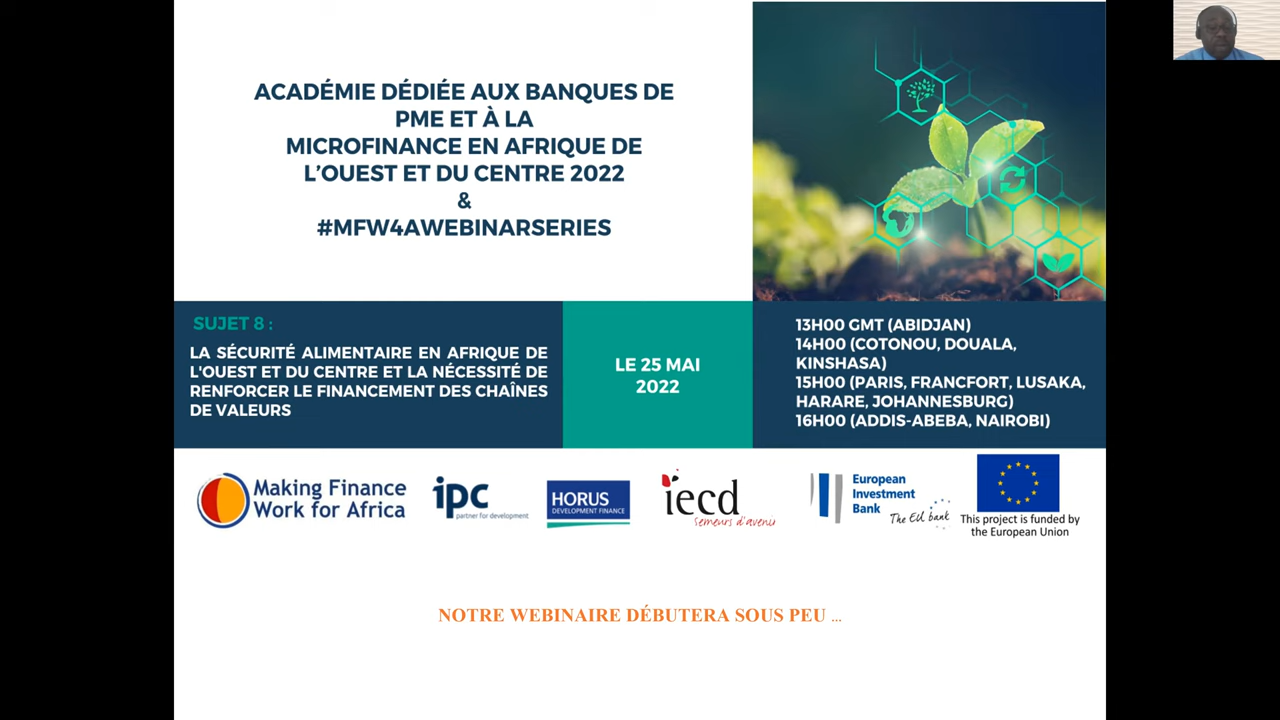 ACADÉMIE DÉDIÉE AUX BANQUES DE
PME ET À LA
MICROFINANCE EN AFRIQUE DE
L'OUEST ET DU CENTRE 2022
&
#MFW4AWEBINARSERIES
SUJET 8 :
LA SÉCURITÉ ALIMENTAIRE EN AFRIQUE DE
L'OUEST ET DU CENTRE ET LA NÉCESSITÉ DE
RENFORCER LE FINANCEMENT DES CHAÎNES
DE VALEURS
LE 25 MAI
2022
13H00 GMT (ABIDJAN)
14H00 (COTONOU, DOUALA,
KINSHASA)
15H00 (PARIS, FRANCFORT, LUSAKA,
HARARE, JOHANNESBURG)
16H00 (ADDIS-ABEBA, NAIROBI)
Making Finance
Work for Africa
ipc
partner for development
HORUS
DEVELOPMENT FINANCE
iecd
Semeurs d'avenir
European
Investment
Bank
The EU bank
This project is funded by
the European Union
NOTRE WEBINAIRE DÉBUTERA SOUS PEU ...